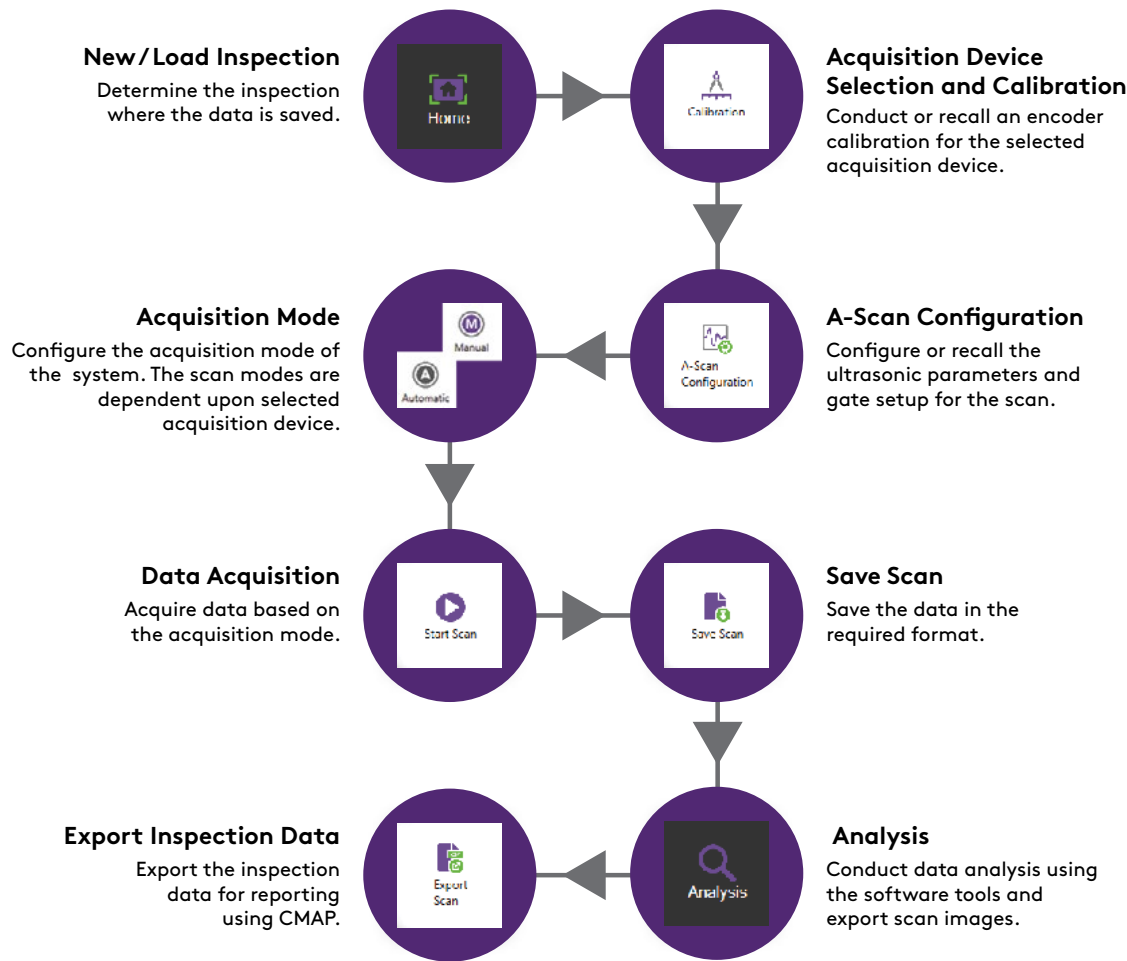 New / Load Inspection
Determine the inspection
where the data is saved.
Home
Calibration
Acquisition Device
Selection and Calibration
Conduct or recall an encoder
calibration for the selected
acquisition device.
A-Scan
Configuration
A-Scan Configuration
Configure or recall the
ultrasonic parameters and
gate setup for the scan.
Acquisition Mode
Configure the acquisition mode of
the system. The scan modes are
dependent upon selected
acquisition device.
M
Manual
A
Automatic
Data Acquisition
Acquire data based on
the acquisition mode.
Start Scan
Save Scan
Save Scan
Save the data in the
required format.
Analysis
Analysis
Conduct data analysis using
the software tools and
export scan images.
Export Inspection Data
Export the inspection
data for reporting
using CMAP.
Export
Scan